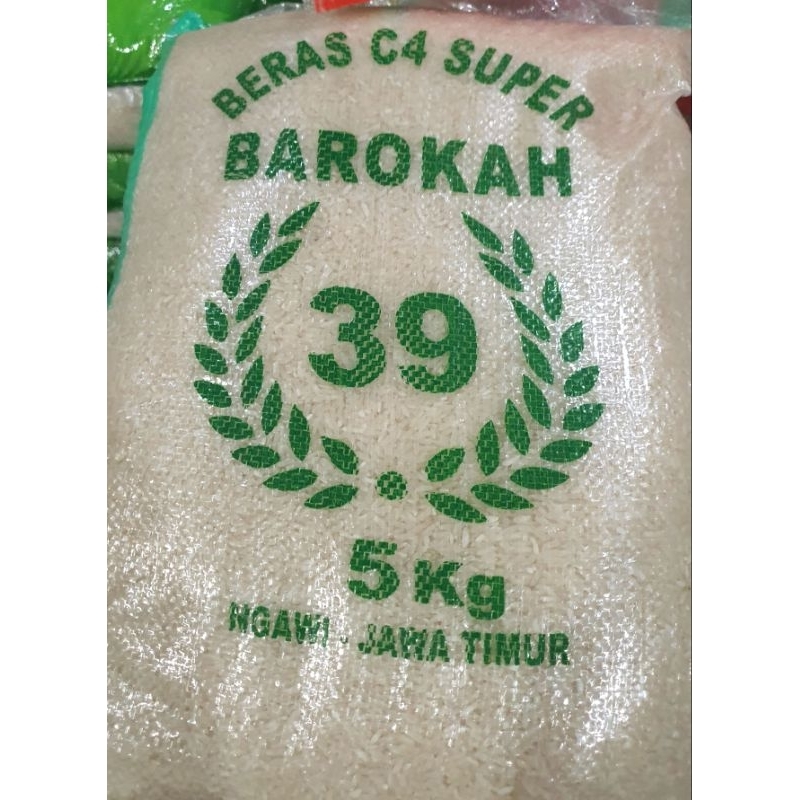 BERAS C4 SUPER
BAROKAH
39
5 Kg
NGAWI - JAWA TIMUR